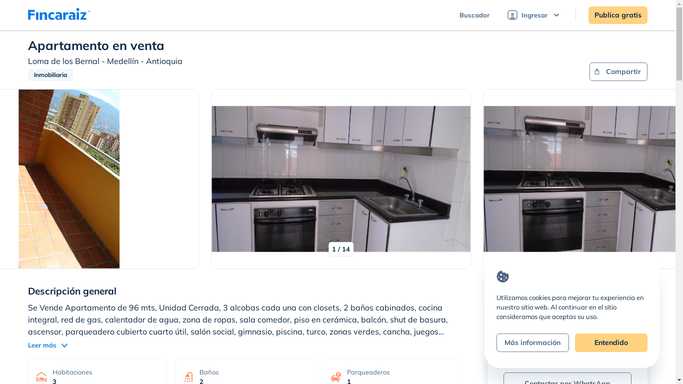 Fincaraiz
Buscador
Ingresar
Publica gratis
Apartamento en venta
Loma de los Bernal - Medellín - Antioquia
Inmobiliaria
Compartir
1 / 14
Descripción general
Se Vende Apartamento de 96 mts, Unidad Cerrada, 3 alcobas cada una con closets, 2 baños cabinados, cocina
integral, red de gas, calentador de agua, zona de ropas, sala comedor, piso en cerámica, balcón, shut de basura,
ascensor, parqueadero cubierto cuarto útil, salón social, gimnasio, piscina, turco, zonas verdes, cancha, juegos...
Leer más
Habitaciones
3
Baños
2
Parqueaderos
1
Utilizamos cookies para mejorar tu experiencia en
nuestro sitio web. Al continuar en el sitio
consideramos que aceptas su uso.
Más información
Entendido
Contactar por WhatsApp